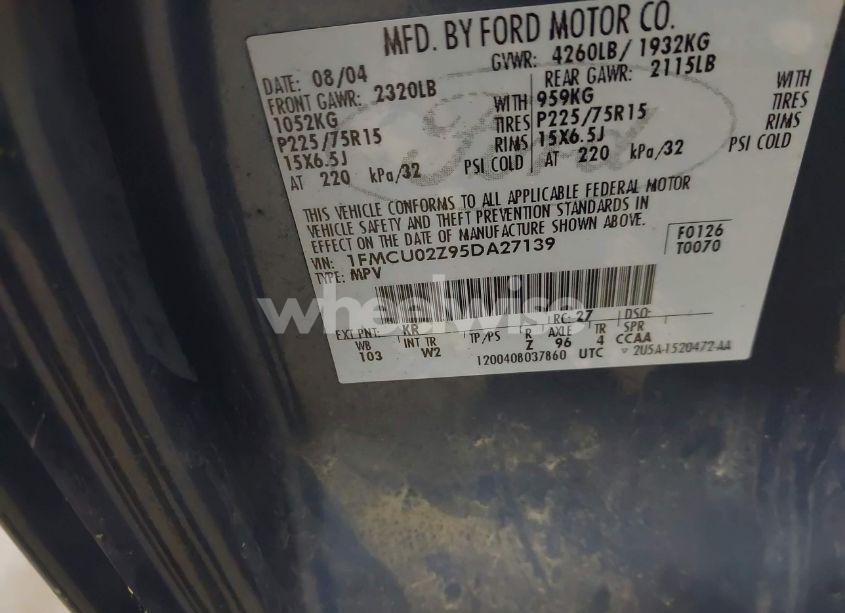 MFD. BY FORD MOTOR CO.
DATE: 08/04 GVWR: 4260LB/ 1932KG
FRONT GAWR: 2320LB REAR GAWR: 2115LB
1052KG WITH 959KG WITH
P225/75R15 TIRES P225/75R15 TIRES
15X6.5J RIMS 15X6.5J RIMS
AT 220 kPa/32 PSI COLD AT 220 kPa/32 PSI COLD
Ford
THIS VEHICLE CONFORMS TO ALL APPLICABLE FEDERAL MOTOR
VEHICLE SAFETY AND THEFT PREVENTION STANDARDS IN
EFFECT ON THE DATE OF MANUFACTURE SHOWN ABOVE.
VIN: 1FMCU02Z95DA27139 F0126
TYPE: MPV T0070
wheelwise
EXT PNT: KR RC: 27 DSO:
WB INT TR TP/PS R AXLE TR SPR
103 W2 Z 96 4 CCAA
120040B037860 UTC 2U5A-1520472-AA